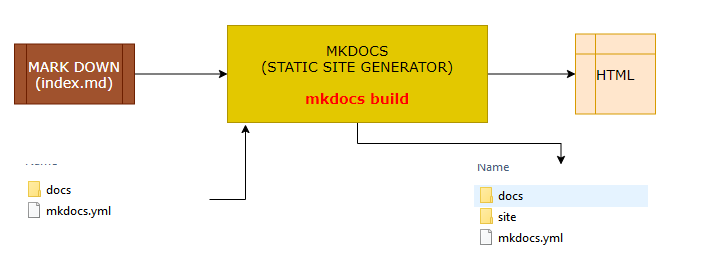 MARK DOWN
(index.md)
MKDOCS
(STATIC SITE GENERATOR)
mkdocs build
HTML
docs
mkdocs.yml
Name
docs
site
mkdocs.yml